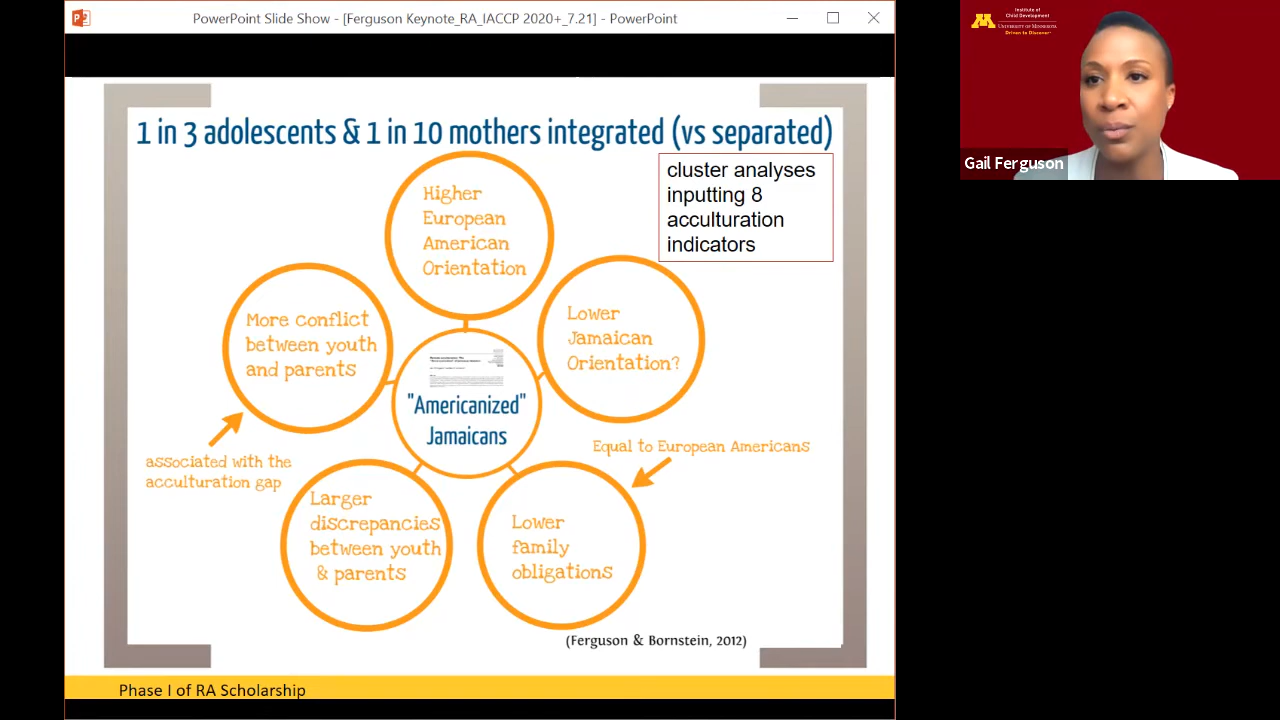 PowerPoint Slide Show - [Ferguson Keynote_RA_IACCP 2020+_7.21] - PowerPoint
Institute of
Child Development
UNIVERSITY OF MINNESOTA
Driven to Discover
Gail Ferguson
1 in 3 adolescents & 1 in 10 mothers integrated (vs separated)
cluster analyses
inputting 8
acculturation
indicators
Higher
European
American
Orientation
More conflict
between youth
and parents
Lower
Jamaican
Orientation?
"Americanized"
Jamaicans
associated with the
acculturation gap
Equal to European Americans
Larger
discrepancies
between youth
& parents
Lower
family
obligations
(Ferguson & Bornstein, 2012)
Phase I of RA Scholarship